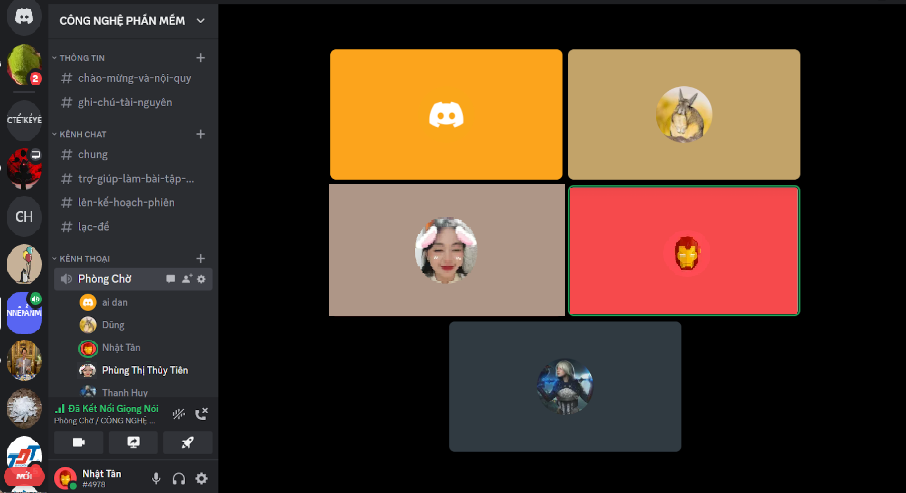 CÔNG NGHỆ PHẦN MỀM
THÔNG TIN
chào-mừng-và-nội-quy
ghi-chú-tài-nguyên
KÊNH CHAT
chung
trợ-giúp-làm-bài-tập-...
lên-kế-hoạch-phiên
lạc-đề
KÊNH THOẠI
Phòng Chờ
ai dan
Dũng
Nhật Tân
Phùng Thị Thủy Tiên
Thanh Huy
Đã Kết Nối Giọng Nói
Phòng Chờ / CÔNG NGHỆ ...
Nhật Tân
#4978
2
CH
MỚI